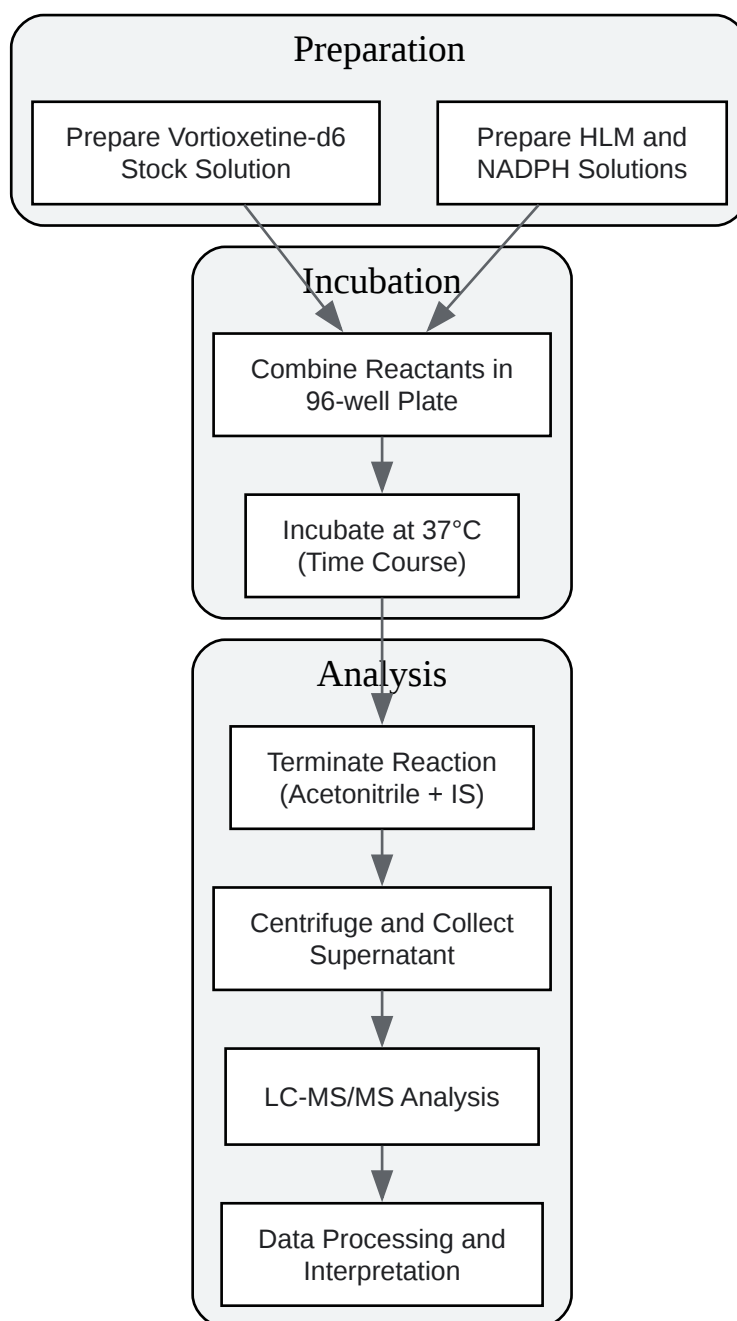 Preparation
Prepare Vortioxetine-d6
Stock Solution
Prepare HLM and
NADPH Solutions
Incubation
Combine Reactants in
96-well Plate
Incubate at 37°C
(Time Course)
Analysis
Terminate Reaction
(Acetonitrile + IS)
Centrifuge and Collect
Supernatant
LC-MS/MS Analysis
Data Processing and
Interpretation